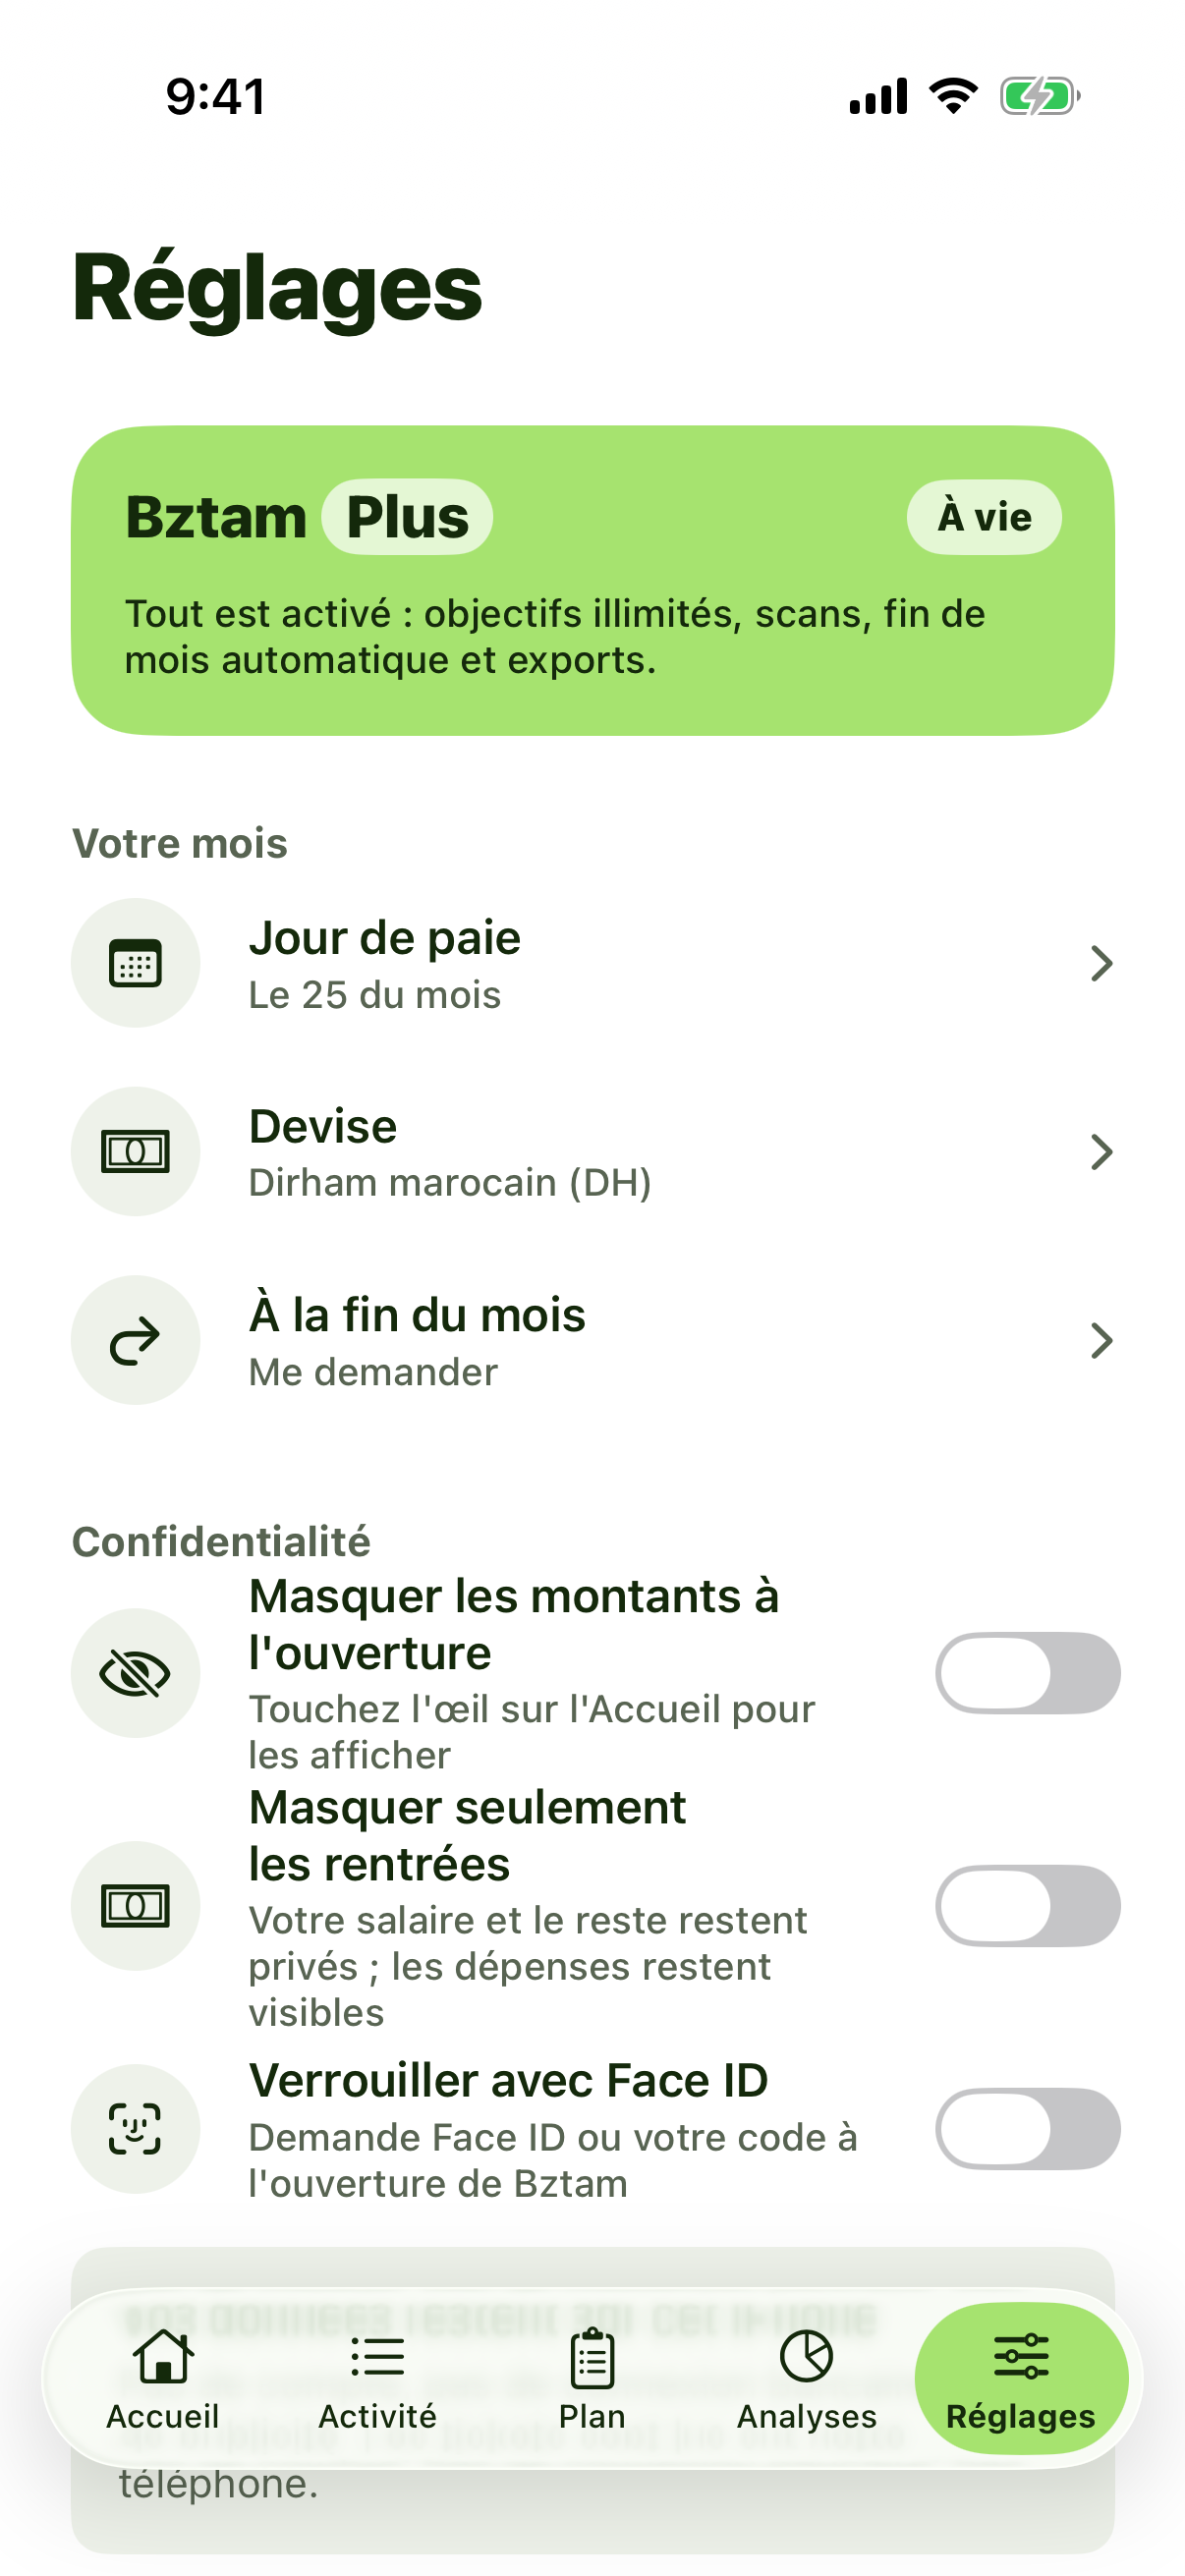 9:41
Réglages
Bztam Plus
À vie
Tout est activé : objectifs illimités, scans, fin de
mois automatique et exports.
Votre mois
Jour de paie
Le 25 du mois
Devise
Dirham marocain (DH)
À la fin du mois
Me demander
Confidentialité
Masquer les montants à
l'ouverture
Touchez l'œil sur l'Accueil pour
les afficher
Masquer seulement
les rentrées
Votre salaire et le reste restent
privés ; les dépenses restent
visibles
Verrouiller avec Face ID
Demande Face ID ou votre code à
l'ouverture de Bztam
Accueil
Activité
Plan
Analyses
Réglages
téléphone.